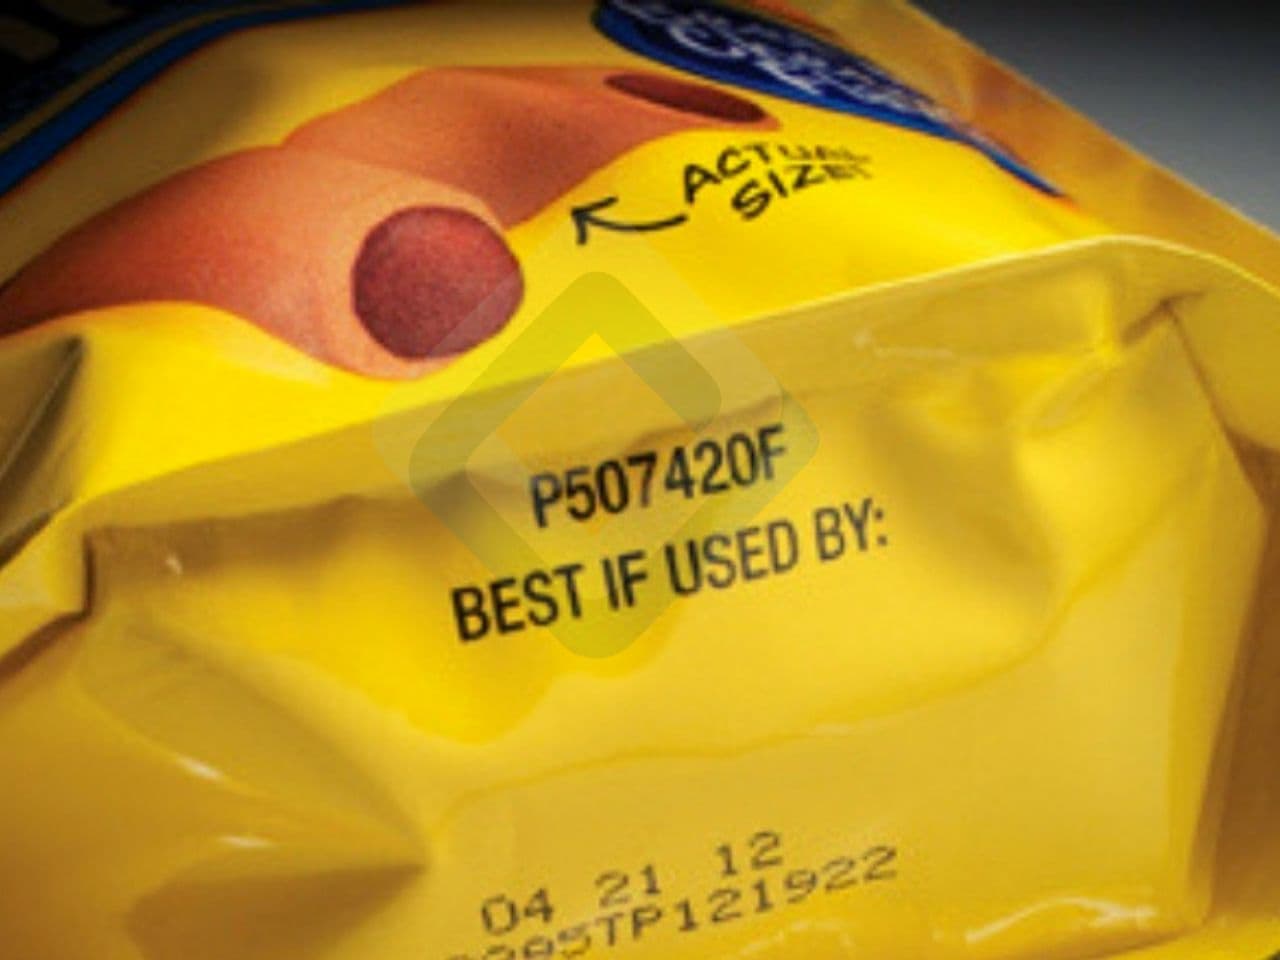 ACTUAL
SIZE!
P507420F
BEST IF USED BY:
04 21 12